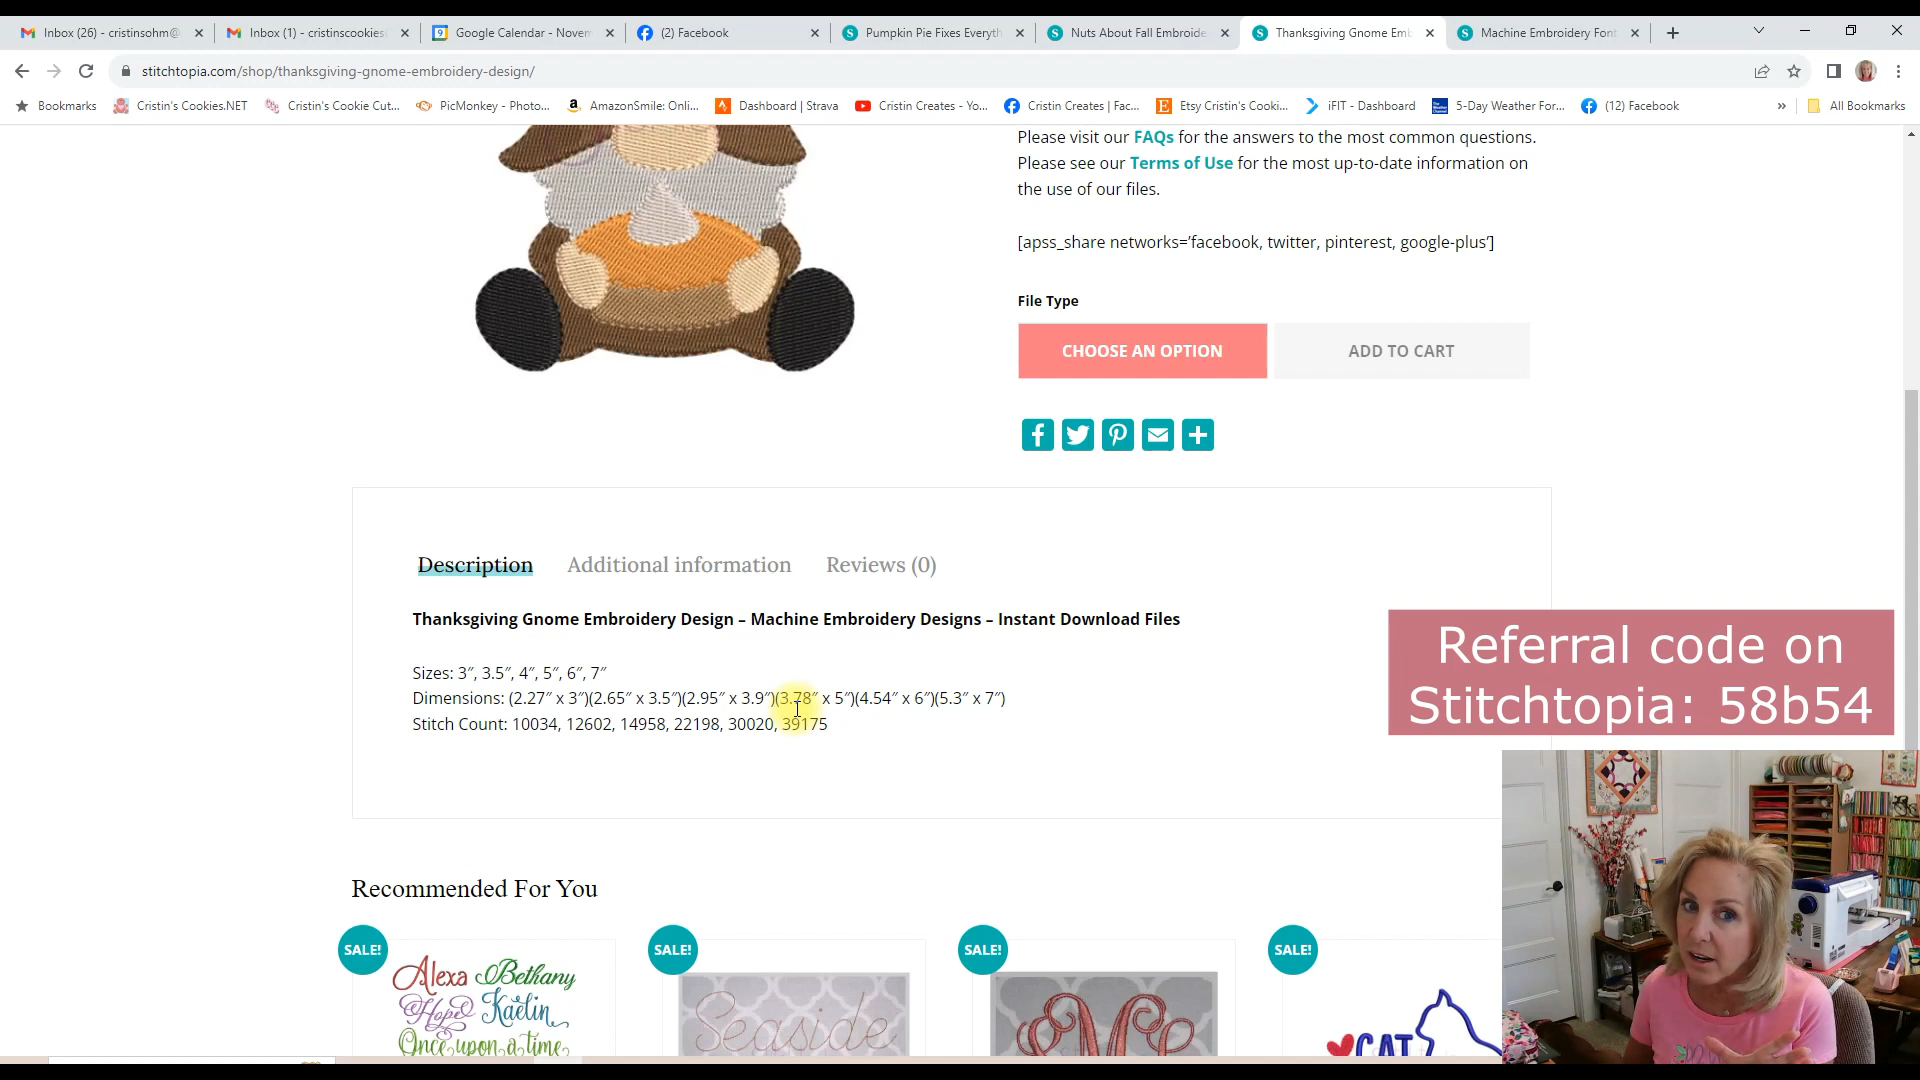 Inbox (26) - cristinsohm@
Inbox (1) - cristinscookies
Google Calendar - Novem
(2) Facebook
Pumpkin Pie Fixes Everyth
Nuts About Fall Embroide
Thanksgiving Gnome Emb
Machine Embroidery Font
stitchtopia.com/shop/thanksgiving-gnome-embroidery-design/
Bookmarks
Cristin's Cookies.NET
Cristin's Cookie Cut...
PicMonkey - Photo...
AmazonSmile: Onli...
Dashboard | Strava
Cristin Creates - Yo...
Cristin Creates | Fac...
Etsy Cristin's Cooki...
iFIT - Dashboard
5-Day Weather For...
(12) Facebook
»
All Bookmarks
Please visit our FAQs for the answers to the most common questions.
Please see our Terms of Use for the most up-to-date information on
the use of our files.
[apss_share networks=’facebook, twitter, pinterest, google-plus’]
File Type
CHOOSE AN OPTION
ADD TO CART
Description
Additional information
Reviews (0)
Thanksgiving Gnome Embroidery Design – Machine Embroidery Designs – Instant Download Files
Sizes: 3″, 3.5″, 4″, 5″, 6″, 7″
Dimensions: (2.27″ x 3″)(2.65″ x 3.5″)(2.95″ x 3.9″)(3.78″ x 5″)(4.54″ x 6″)(5.3″ x 7″)
Stitch Count: 10034, 12602, 14958, 22198, 30020, 39175
Referral code on
Stitchtopia: 58b54
Recommended For You
SALE!
SALE!
SALE!
SALE!
Alexa Bethany
Hope Kaelin
Once upon a time
Seaside
CAT